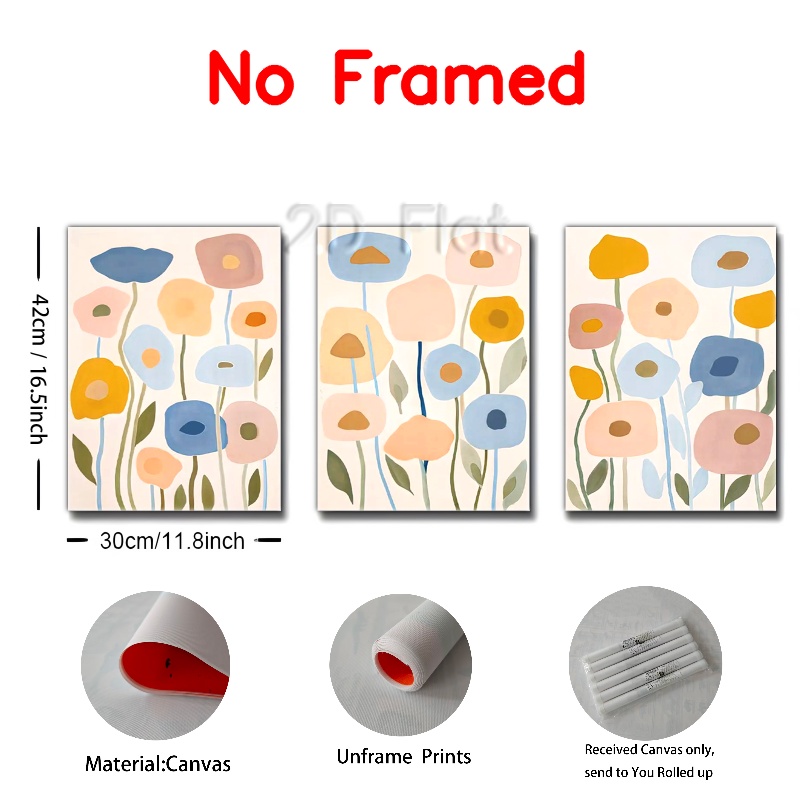 No Framed
2D Flat
42cm / 16.5inch
30cm/11.8inch
Material:Canvas
Unframe Prints
Received Canvas only,
send to You Rolled up